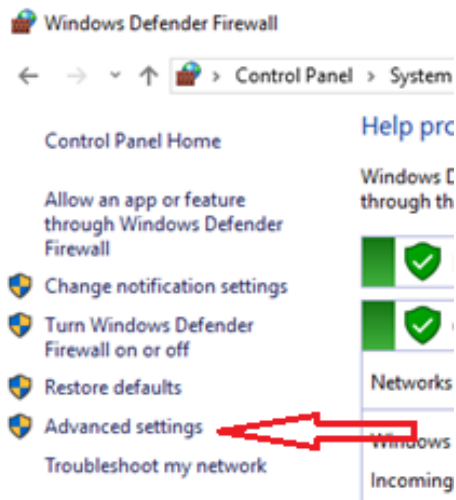 Windows Defender Firewall
Control Panel > System
Control Panel Home
Allow an app or feature
through Windows Defender
Firewall
Change notification settings
Turn Windows Defender
Firewall on or off
Restore defaults
Advanced settings
Troubleshoot my network
Help pro
Windows D
through th
Networks
Windows
Incoming